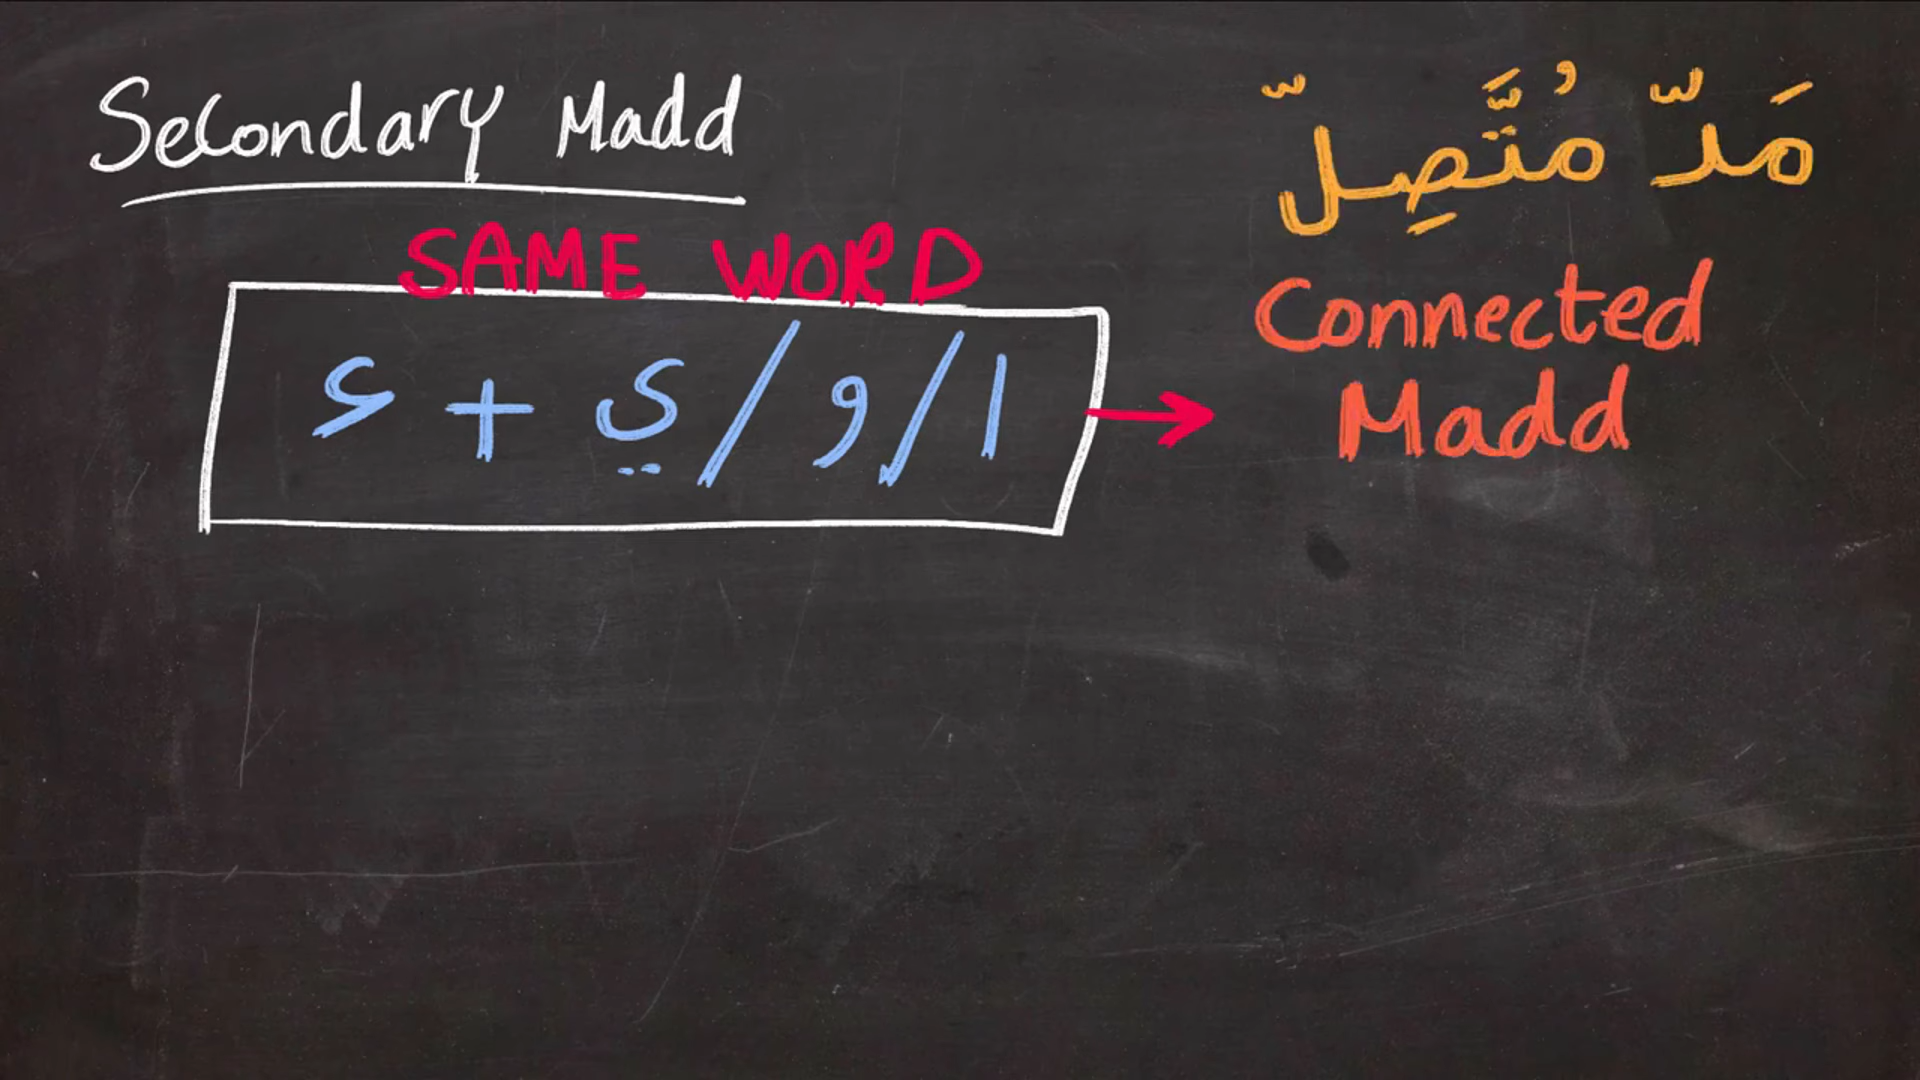 Secondary Madd
مَدّ مُتَّصِلّ
SAME WORD
ا / و / ي + ء
Connected
Madd